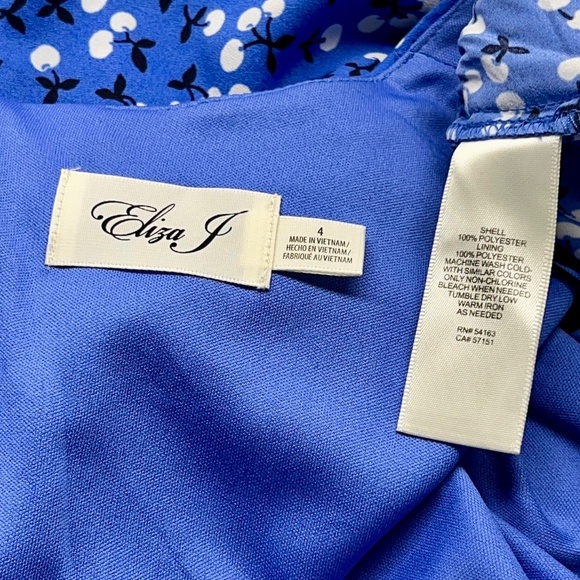 Eliza J
4
MADE IN VIETNAM/
HECHO EN VIETNAM/
FABRIQUÉ AU VIETNAM
SHELL
100% POLYESTER
LINING
100% POLYESTER
MACHINE WASH COLD-
WITH SIMILAR COLORS
ONLY NON-CHLORINE
BLEACH WHEN NEEDED
TUMBLE DRY LOW
WARM IRON
AS NEEDED
RN# 54163
CA# 57151